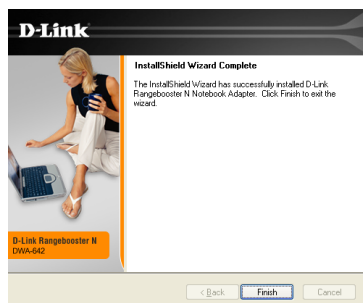 D-Link
InstallShield Wizard Complete
The InstallShield Wizard has successfully installed D-Link
Rangebooster N Notebook Adapter. Click Finish to exit the
wizard.
D-Link Rangebooster N
DWA-642
< Back
Finish
Cancel